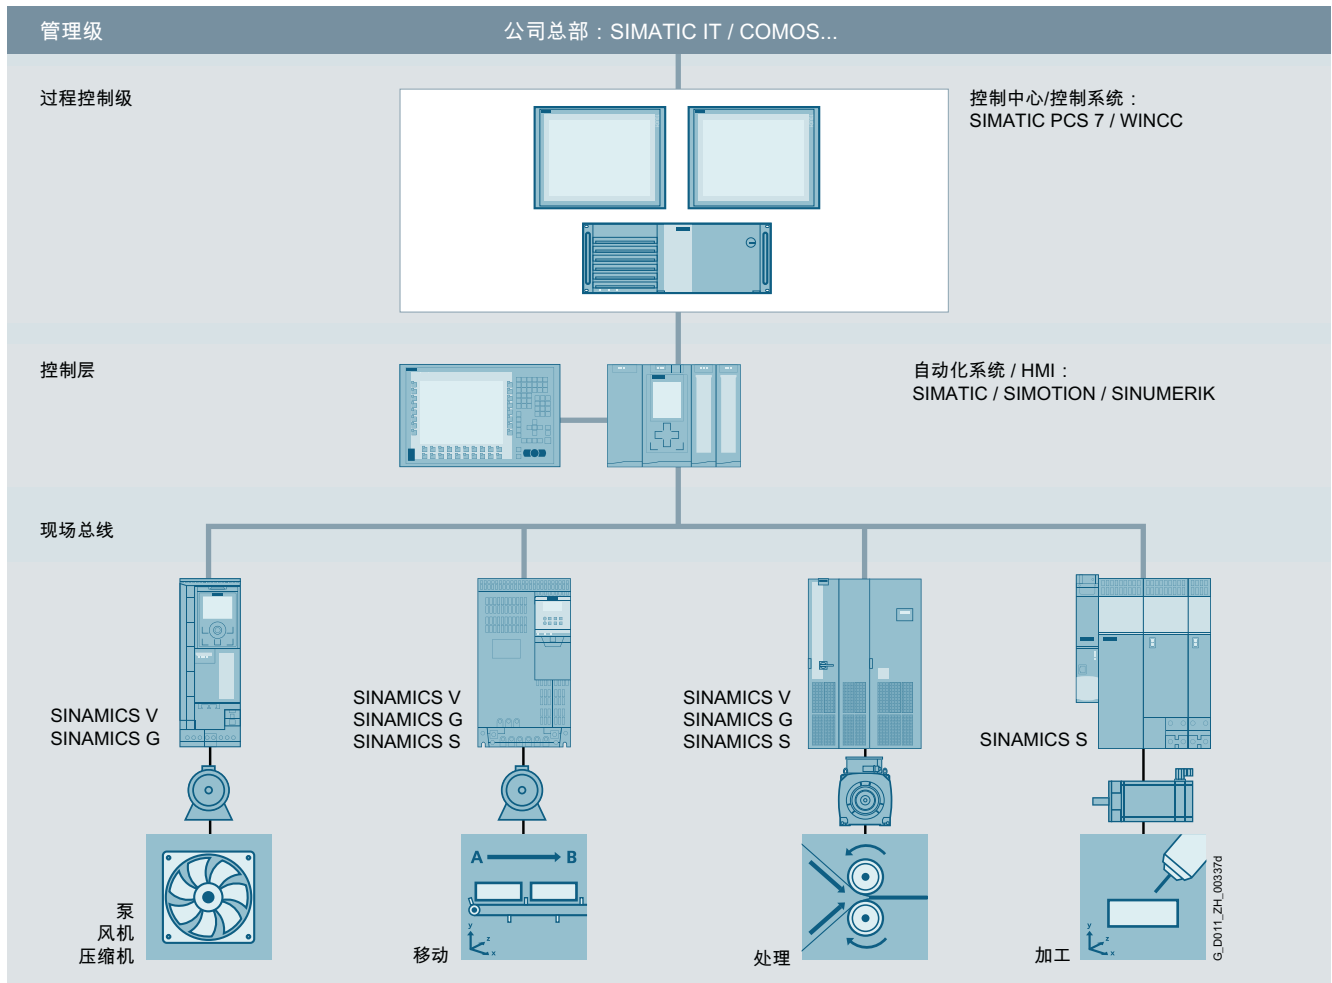 管理级
公司总部：SIMATIC IT / COMOS...
过程控制级
控制中心/控制系统：
SIMATIC PCS 7 / WINCC
控制层
自动化系统 / HMI：
SIMATIC / SIMOTION / SINUMERIK
现场总线
SINAMICS V
SINAMICS G
SINAMICS V
SINAMICS G
SINAMICS S
SINAMICS V
SINAMICS G
SINAMICS S
SINAMICS S
泵
风机
压缩机
A B
y
z
x
移动
处理
y
z
x
加工
G_D011_ZH_00337d